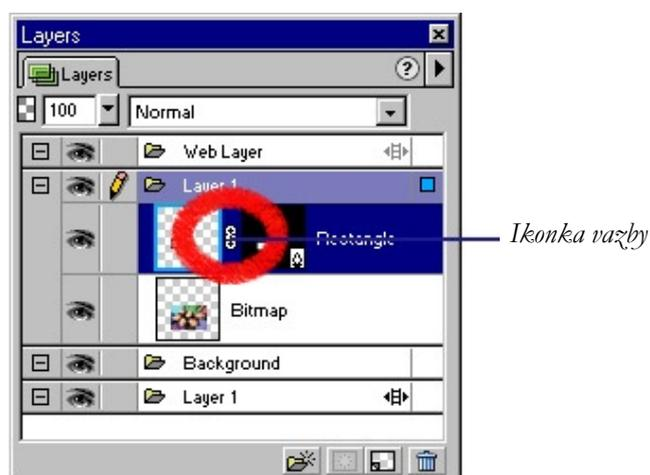 Layers
Layers
100 Normal
Web Layer
Layer 1
Rectangle
Ikonka vazby
Bitmap
Background
Layer 1